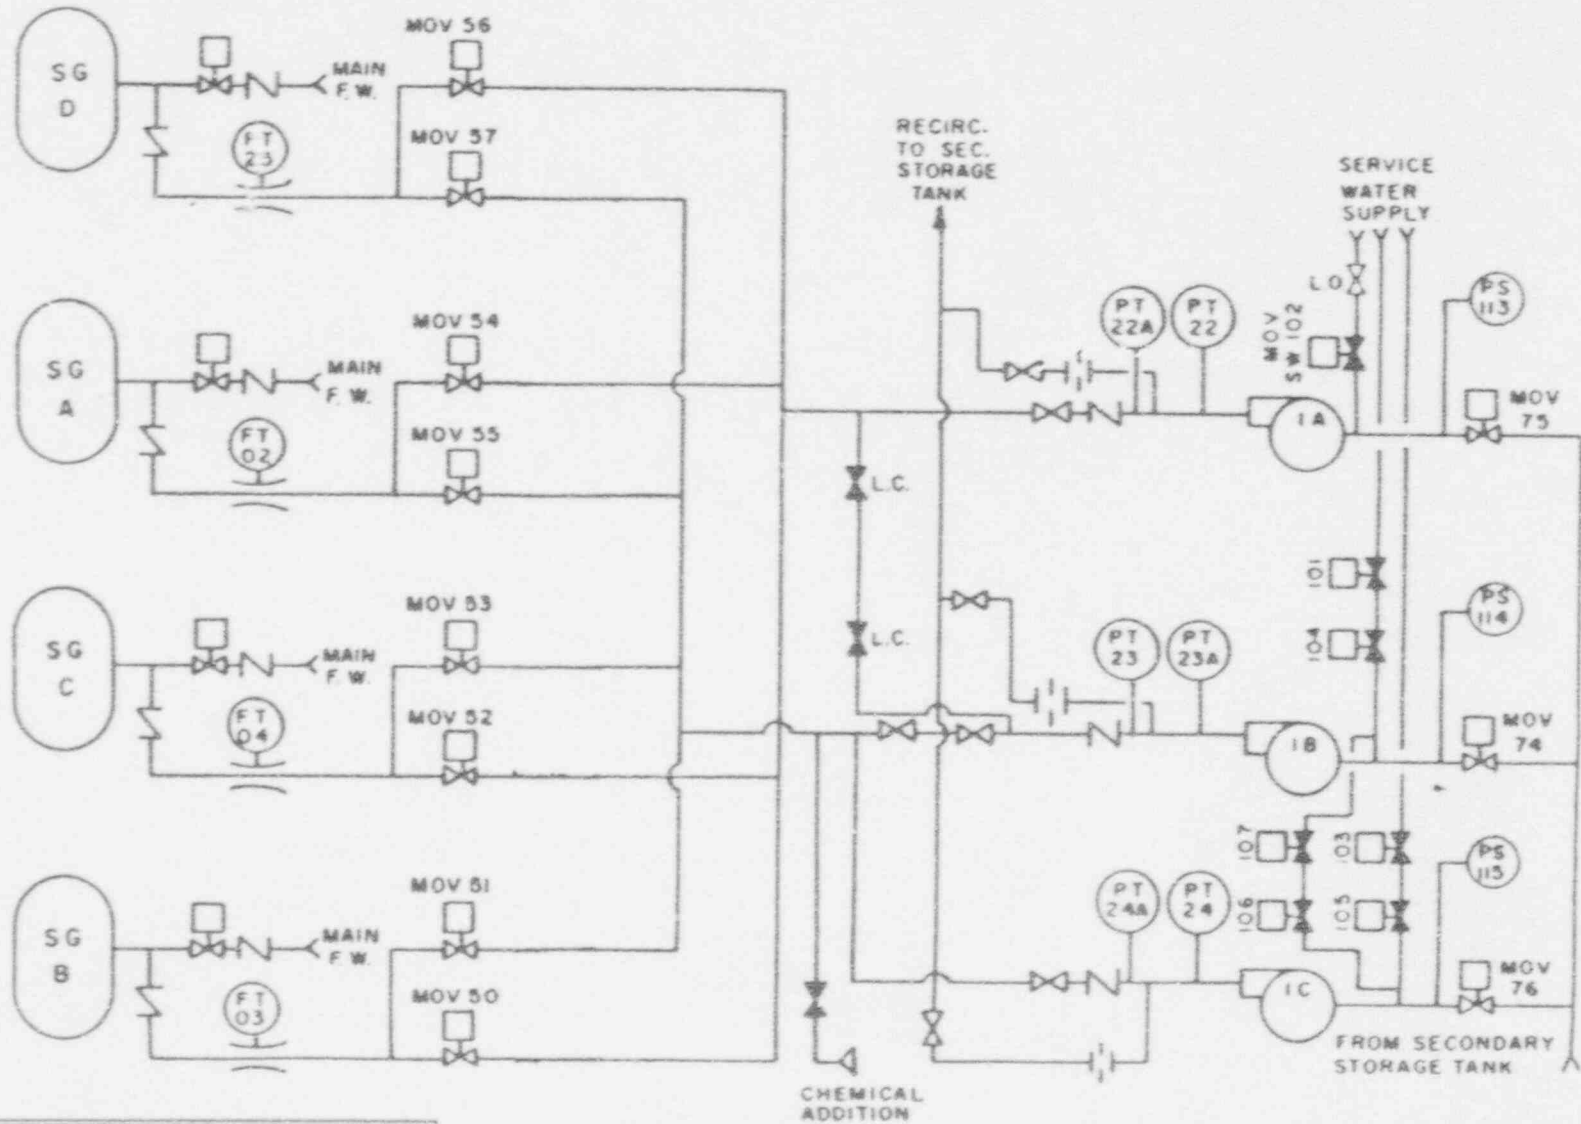 MOV 56
SG
D
MAIN
F.W.
FT
23
MOV 57
RECIRC.
TO SEC.
STORAGE
TANK
SERVICE
WATER
SUPPLY
SG
A
MAIN
F.W.
FT
02
MOV 54
MOV 55
PT
22A
PT
22
LO
MOV
SW 102
PS
113
1A
MOV
75
L.C.
L.C.
SG
C
MAIN
F.W.
FT
04
MOV 53
MOV 52
PT
23
PT
23A
101
104
PS
114
1B
MOV
74
SG
B
MAIN
F.W.
FT
03
MOV 51
MOV 50
PT
24A
PT
24
107
103
106
105
PS
115
1C
MOV
76
FROM SECONDARY
STORAGE TANK
CHEMICAL
ADDITION